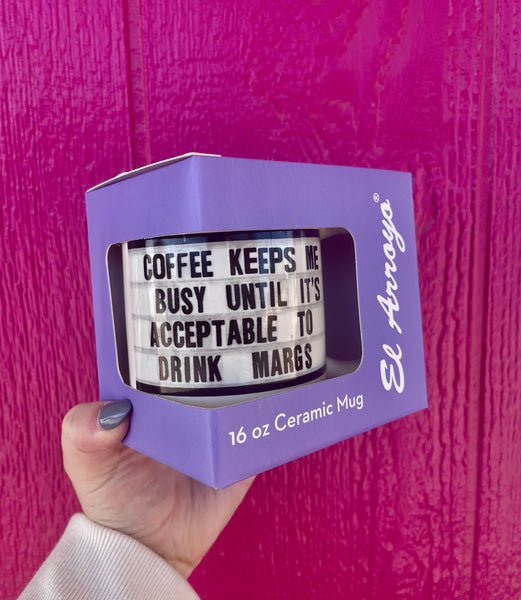 COFFEE KEEPS ME
BUSY UNTIL IT'S
ACCEPTABLE TO
DRINK MARGS
El Arroyo®
16 oz Ceramic Mug